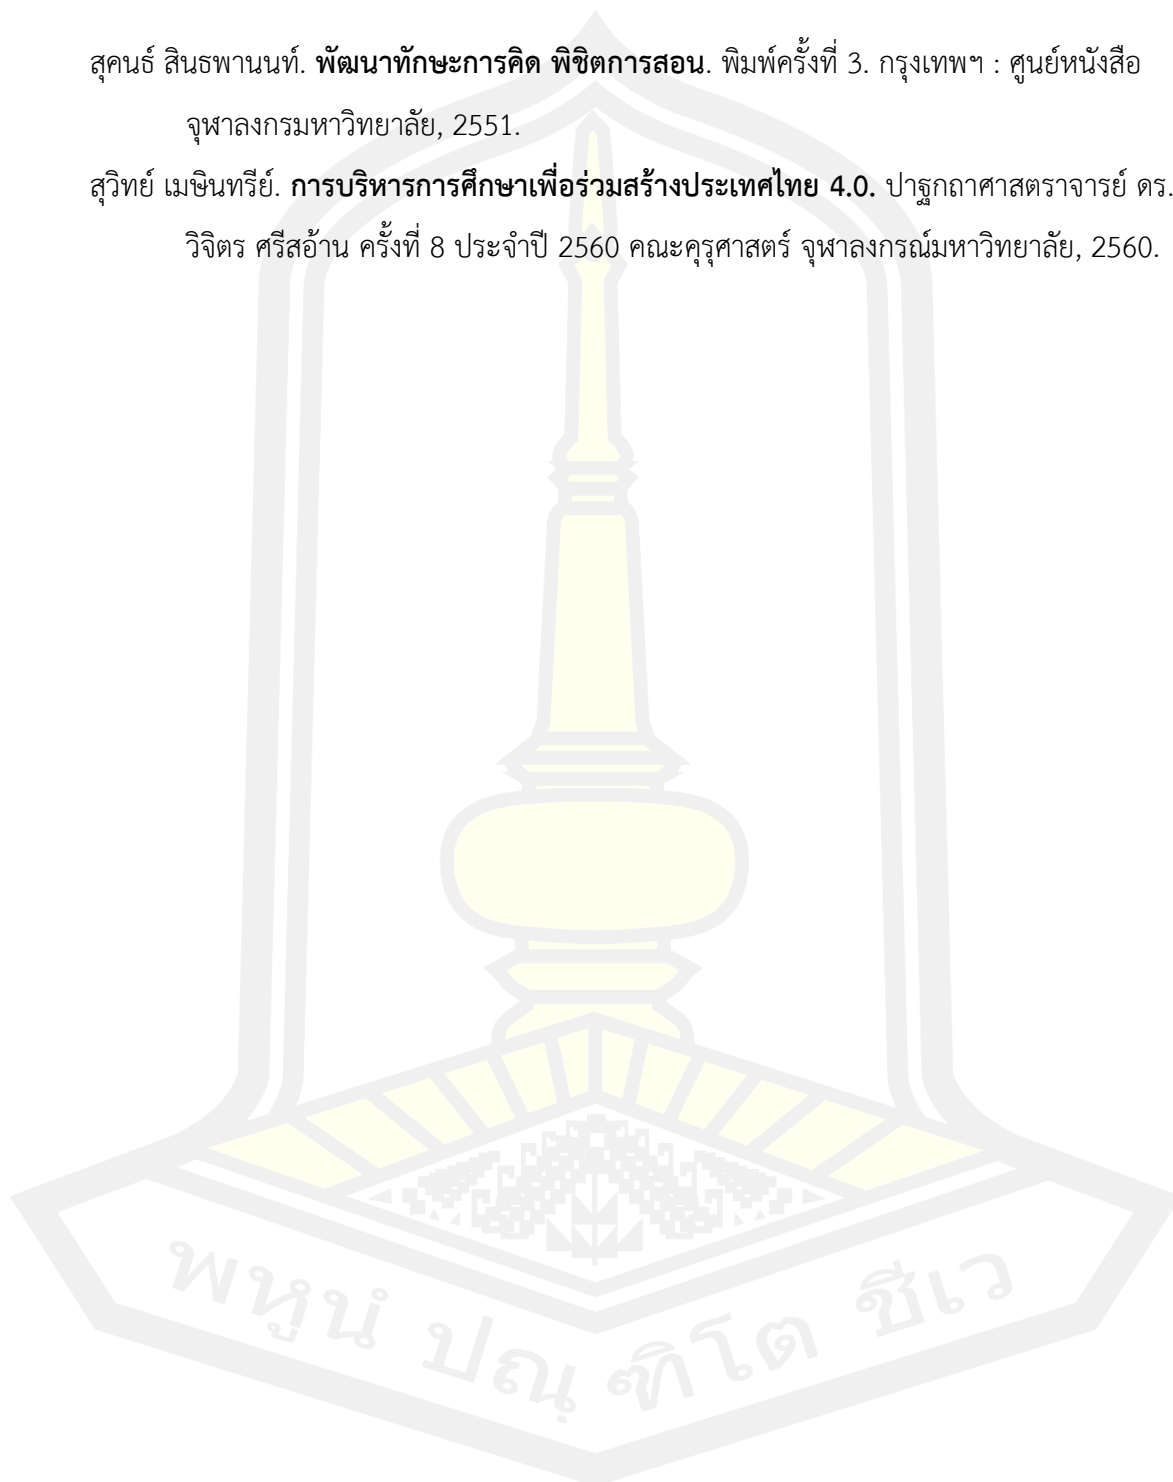 สุคนธ์ สินธพานนท์. พัฒนาทักษะการคิด พิชิตการสอน. พิมพ์ครั้งที่ 3. กรุงเทพฯ : ศูนย์หนังสือ
จุฬาลงกรมหาวิทยาลัย, 2551.
สุวิทย์ เมษินทรีย์. การบริหารการศึกษาเพื่อร่วมสร้างประเทศไทย 4.0. ปาฐกถาศาสตราจารย์ ดร.
วิจิตร ศรีสอ้าน ครั้งที่ 8 ประจำปี 2560 คณะคุรุศาสตร์ จุฬาลงกรณ์มหาวิทยาลัย, 2560.
พหูนํ ปณฺ ฑิโต ชีเว